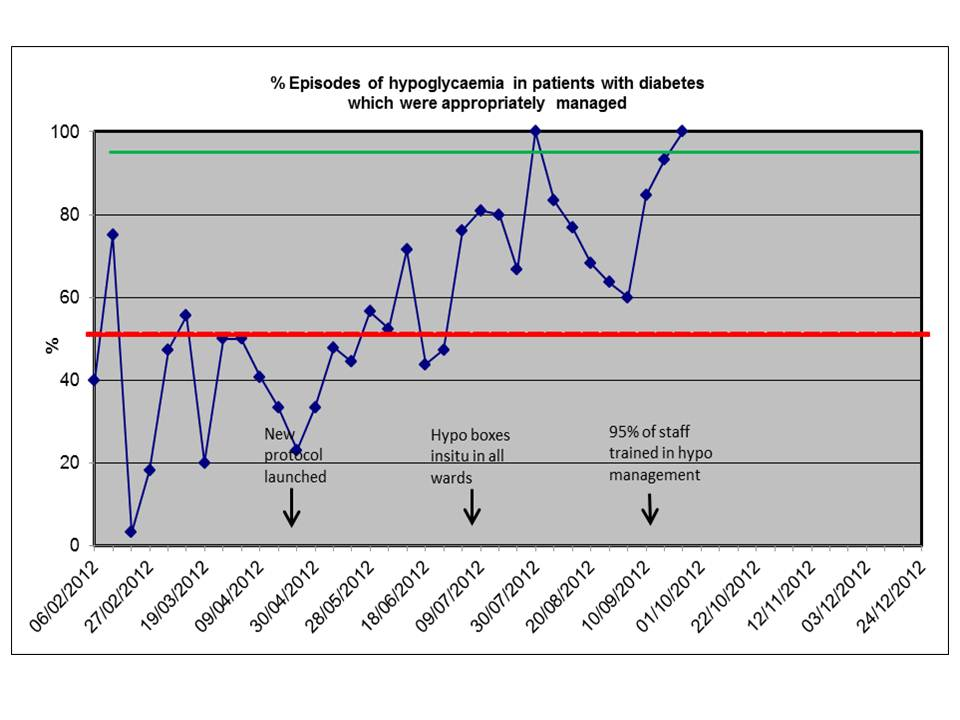 % Episodes of hypoglycaemia in patients with diabetes
which were appropriately managed
100
80
60
40
20
0
%
New
protocol
launched
Hypo boxes
insitu in all
wards
95% of staff
trained in hypo
management
06/02/2012
27/02/2012
19/03/2012
09/04/2012
30/04/2012
28/05/2012
18/06/2012
09/07/2012
30/07/2012
20/08/2012
10/09/2012
01/10/2012
22/10/2012
12/11/2012
03/12/2012
24/12/2012